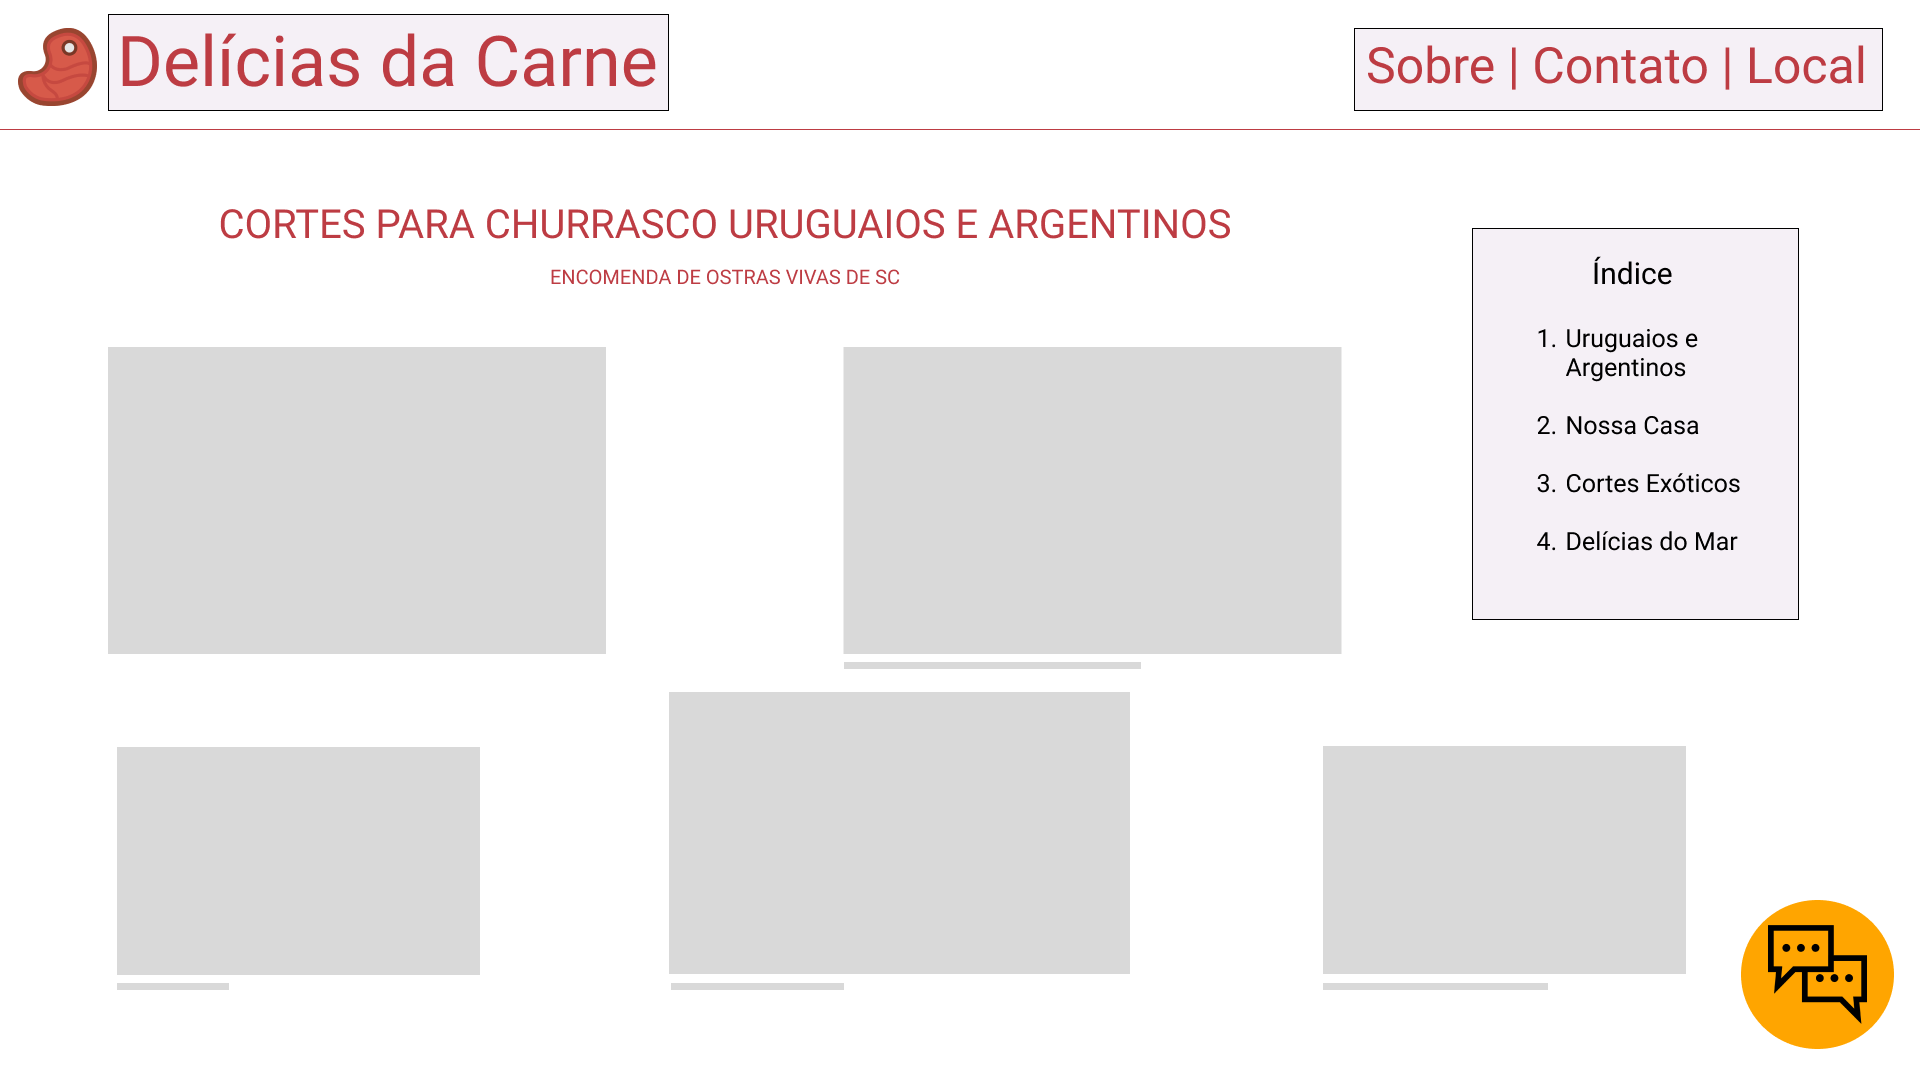 Delícias da Carne
Sobre | Contato | Local
CORTES PARA CHURRASCO URUGUAIOS E ARGENTINOS
ENCOMENDA DE OSTRAS VIVAS DE SC
Índice
1. Uruguaios e
Argentinos
2. Nossa Casa
3. Cortes Exóticos
4. Delícias do Mar